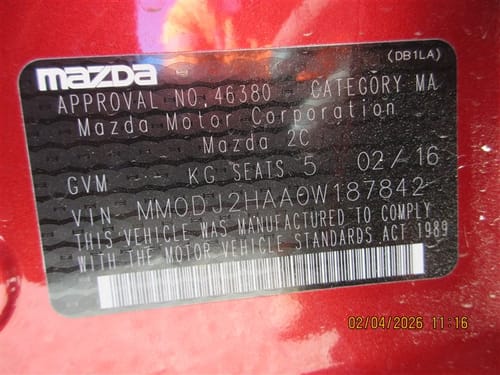 mazda
(DB1LA)
APPROVAL NO. 46380 CATEGORY MA
Mazda Motor Corporation
Mazda 2C
GVM KG SEATS 5 02/16
VIN MM0DJ2HAA0W187842
THIS VEHICLE WAS MANUFACTURED TO COMPLY
WITH THE MOTOR VEHICLE STANDARDS ACT 1989
02/04/2026 11:16